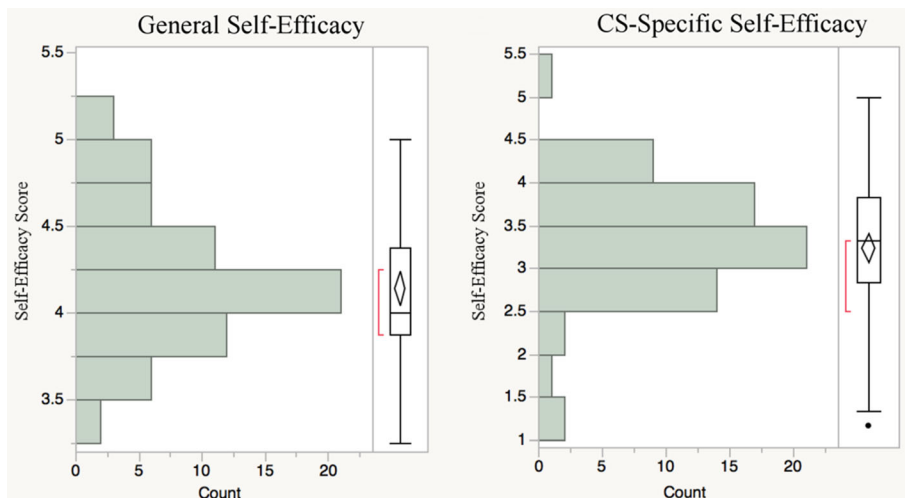 General Self-Efficacy
5.5
5
4.5
4
3.5
Self-Efficacy Score
0 5 10 15 20
Count
CS-Specific Self-Efficacy
5.5
5
4.5
4
3.5
3
2.5
2
1.5
1
Self-Efficacy Score
0 5 10 15 20
Count